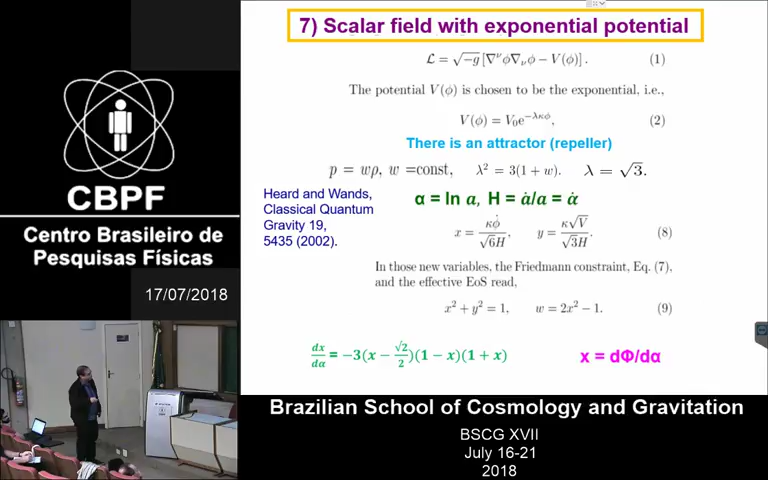 7) Scalar field with exponential potential
ℒ = √−g [∇^νϕ∇_νϕ − V(ϕ)] . (1)
The potential V(ϕ) is chosen to be the exponential, i.e.,
V(ϕ) = V₀e^{−λκϕ}, (2)
There is an attractor (repeller)
p = wρ, w =const, λ² = 3(1 + w). λ = √3.
Heard and Wands,
Classical Quantum
Gravity 19,
5435 (2002).
α = ln a, H = ȧ/a = α̇
x = κϕ̇/√6H, y = κ√V/√3H. (8)
In those new variables, the Friedmann constraint, Eq. (7),
and the effective EoS read,
x² + y² = 1, w = 2x² − 1. (9)
dx/dα = −3(x − √2/2)(1 − x)(1 + x) x = dΦ/dα
CBPF
Centro Brasileiro de
Pesquisas Físicas
17/07/2018
Brazilian School of Cosmology and Gravitation
BSCG XVII
July 16-21
2018